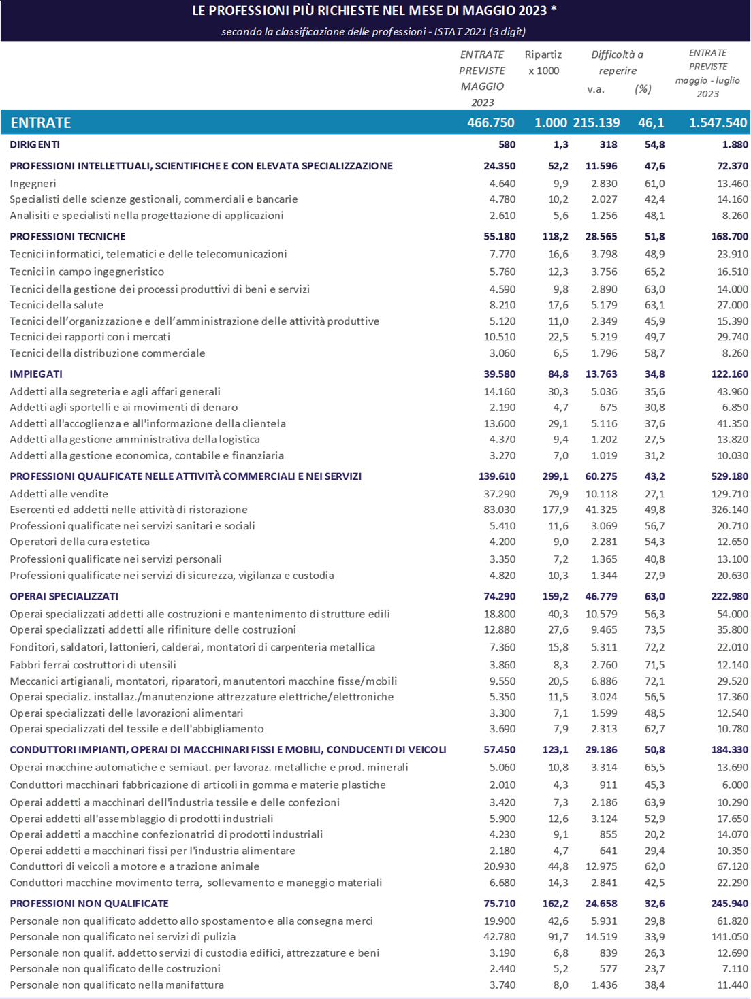 LE PROFESSIONI PIÙ RICHIESTE NEL MESE DI MAGGIO 2023 *
secondo la classificazione delle professioni - ISTAT 2021 (3 digit)
ENTRATE PREVISTE MAGGIO 2023 Ripartiz x 1000 Difficoltà a reperire v.a. (%) ENTRATE PREVISTE maggio - luglio 2023
ENTRATE 466.750 1.000 215.139 46,1 1.547.540
DIRIGENTI 580 1,3 318 54,8 1.880
PROFESSIONI INTELLETTUALI, SCIENTIFICHE E CON ELEVATA SPECIALIZZAZIONE 24.350 52,2 11.596 47,6 72.370
Ingegneri 4.640 9,9 2.830 61,0 13.460
Specialisti delle scienze gestionali, commerciali e bancarie 4.780 10,2 2.027 42,4 14.160
Analisiti e specialisti nella progettazione di applicazioni 2.610 5,6 1.256 48,1 8.260
PROFESSIONI TECNICHE 55.180 118,2 28.565 51,8 168.700
Tecnici informatici, telematici e delle telecomunicazioni 7.770 16,6 3.798 48,9 23.910
Tecnici in campo ingegneristico 5.760 12,3 3.756 65,2 16.510
Tecnici della gestione dei processi produttivi di beni e servizi 4.590 9,8 2.890 63,0 14.000
Tecnici della salute 8.210 17,6 5.179 63,1 27.000
Tecnici dell’organizzazione e dell’amministrazione delle attività produttive 5.120 11,0 2.349 45,9 15.390
Tecnici dei rapporti con i mercati 10.510 22,5 5.219 49,7 29.740
Tecnici della distribuzione commerciale 3.060 6,5 1.796 58,7 8.260
IMPIEGATI 39.580 84,8 13.763 34,8 122.160
Addetti alla segreteria e agli affari generali 14.160 30,3 5.036 35,6 43.960
Addetti agli sportelli e ai movimenti di denaro 2.190 4,7 675 30,8 6.850
Addetti all'accoglienza e all'informazione della clientela 13.600 29,1 5.116 37,6 41.350
Addetti alla gestione amministrativa della logistica 4.370 9,4 1.202 27,5 13.820
Addetti alla gestione economica, contabile e finanziaria 3.270 7,0 1.019 31,2 10.030
PROFESSIONI QUALIFICATE NELLE ATTIVITÀ COMMERCIALI E NEI SERVIZI 139.610 299,1 60.275 43,2 529.180
Addetti alle vendite 37.290 79,9 10.118 27,1 129.710
Esercenti ed addetti nelle attività di ristorazione 83.030 177,9 41.325 49,8 326.140
Professioni qualificate nei servizi sanitari e sociali 5.410 11,6 3.069 56,7 20.710
Operatori della cura estetica 4.200 9,0 2.281 54,3 12.650
Professioni qualificate nei servizi personali 3.350 7,2 1.365 40,8 13.100
Professioni qualificate nei servizi di sicurezza, vigilanza e custodia 4.820 10,3 1.344 27,9 20.630
OPERAI SPECIALIZZATI 74.290 159,2 46.779 63,0 222.980
Operai specializzati addetti alle costruzioni e mantenimento di strutture edili 18.800 40,3 10.579 56,3 54.000
Operai specializzati addetti alle rifiniture delle costruzioni 12.880 27,6 9.465 73,5 35.800
Fonditori, saldatori, lattonieri, calderai, montatori di carpenteria metallica 7.360 15,8 5.311 72,2 22.010
Fabbri ferrai costruttori di utensili 3.860 8,3 2.760 71,5 12.140
Meccanici artigianali, montatori, riparatori, manutentori macchine fisse/mobili 9.550 20,5 6.886 72,1 29.520
Operai specializ. installaz./manutenzione attrezzature elettriche/elettroniche 5.350 11,5 3.024 56,5 17.360
Operai specializzati delle lavorazioni alimentari 3.300 7,1 1.599 48,5 12.540
Operai specializzati del tessile e dell'abbigliamento 3.690 7,9 2.313 62,7 10.780
CONDUTTORI IMPIANTI, OPERAI DI MACCHINARI FISSI E MOBILI, CONDUCENTI DI VEICOLI 57.450 123,1 29.186 50,8 184.330
Operai macchine automatiche e semiaut. per lavoraz. metalliche e prod. minerali 5.060 10,8 3.314 65,5 13.690
Conduttori macchinari fabbricazione di articoli in gomma e materie plastiche 2.010 4,3 911 45,3 6.000
Operai addetti a macchinari dell'industria tessile e delle confezioni 3.420 7,3 2.186 63,9 10.290
Operai addetti all'assemblaggio di prodotti industriali 5.900 12,6 3.124 52,9 17.650
Operai addetti a macchine confezionatrici di prodotti industriali 4.230 9,1 855 20,2 14.070
Operai addetti a macchinari fissi per l'industria alimentare 2.180 4,7 641 29,4 10.350
Conduttori di veicoli a motore e a trazione animale 20.930 44,8 12.975 62,0 67.120
Conduttori macchine movimento terra, sollevamento e maneggio materiali 6.680 14,3 2.841 42,5 22.290
PROFESSIONI NON QUALIFICATE 75.710 162,2 24.658 32,6 245.940
Personale non qualificato addetto allo spostamento e alla consegna merci 19.900 42,6 5.931 29,8 61.820
Personale non qualificato nei servizi di pulizia 42.780 91,7 14.519 33,9 141.050
Personale non qualif. addetto servizi di custodia edifici, attrezzature e beni 3.190 6,8 839 26,3 12.690
Personale non qualificato delle costruzioni 2.440 5,2 577 23,7 7.110
Personale non qualificato nella manifattura 3.740 8,0 1.436 38,4 11.440